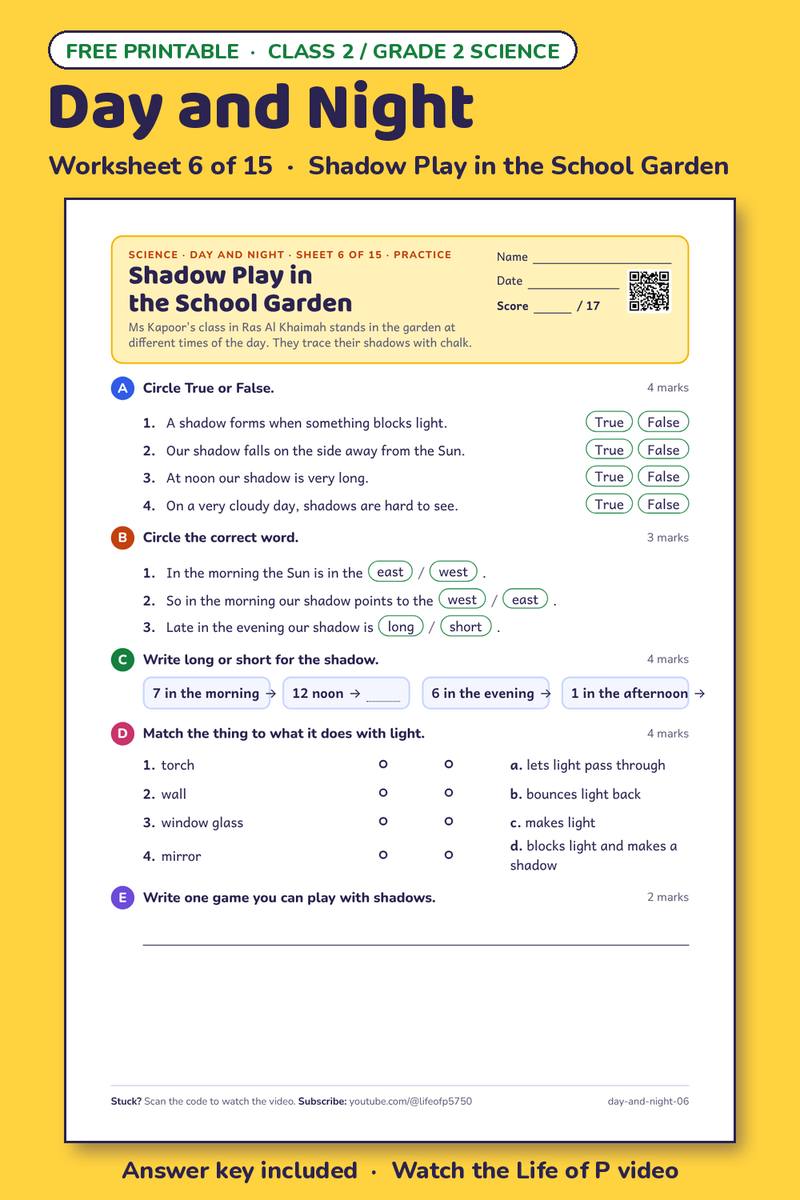 FREE PRINTABLE · CLASS 2 / GRADE 2 SCIENCE
Day and Night
Worksheet 6 of 15 · Shadow Play in the School Garden
SCIENCE · DAY AND NIGHT · SHEET 6 OF 15 · PRACTICE
Shadow Play in
the School Garden
Ms Kapoor's class in Ras Al Khaimah stands in the garden at
different times of the day. They trace their shadows with chalk.
Name
Date
Score / 17
A Circle True or False. 4 marks
1. A shadow forms when something blocks light. True False
2. Our shadow falls on the side away from the Sun. True False
3. At noon our shadow is very long. True False
4. On a very cloudy day, shadows are hard to see. True False
B Circle the correct word. 3 marks
1. In the morning the Sun is in the east / west .
2. So in the morning our shadow points to the west / east .
3. Late in the evening our shadow is long / short .
C Write long or short for the shadow. 4 marks
7 in the morning → 12 noon → 6 in the evening → 1 in the afternoon →
D Match the thing to what it does with light. 4 marks
1. torch a. lets light pass through
2. wall b. bounces light back
3. window glass c. makes light
4. mirror d. blocks light and makes a
shadow
E Write one game you can play with shadows. 2 marks
Stuck? Scan the code to watch the video. Subscribe: youtube.com/@lifeofp5750 day-and-night-06
Answer key included · Watch the Life of P video